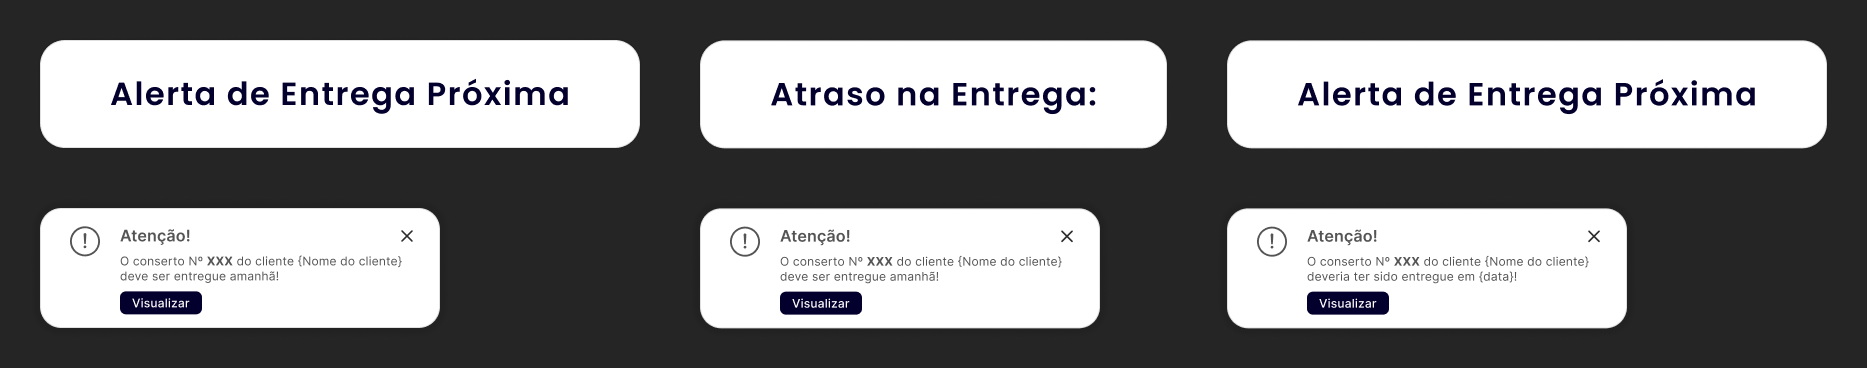 Alerta de Entrega Próxima
Atraso na Entrega:
Alerta de Entrega Próxima
Atenção!
O conserto Nº XXX do cliente {Nome do cliente}
deve ser entregue amanhã!
Visualizar
Atenção!
O conserto Nº XXX do cliente {Nome do cliente}
deve ser entregue amanhã!
Visualizar
Atenção!
O conserto Nº XXX do cliente {Nome do cliente}
deveria ter sido entregue em {data}!
Visualizar